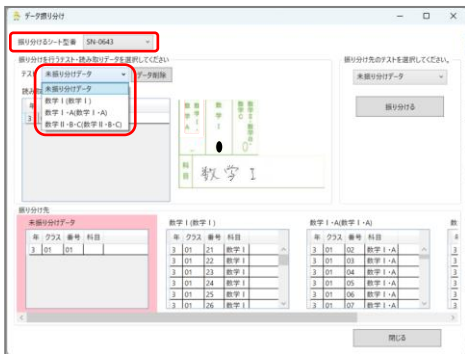 データ振り分け
振り分けるシート型番 SN-0643
振り分けを行うテスト・読み取りデータを選択してください
テスト 未振り分けデータ データ削除
未振り分けデータ
数学Ⅰ(数学Ⅰ)
数学Ⅰ・A(数学Ⅰ・A)
数学Ⅱ・B・C(数学Ⅱ・B・C)
読み取
年
3
数学Ⅰ
科目 数学 I
振り分け先のテストを選択してください。
未振り分けデータ
振り分ける
振り分け先
未振り分けデータ
年 クラス 番号 科目
3 01 01
数学Ⅰ(数学Ⅰ)
年 クラス 番号 科目
3 01 21 数学Ⅰ
3 01 22 数学Ⅰ
3 01 23 数学Ⅰ
3 01 24 数学Ⅰ
3 01 25 数学Ⅰ
3 01 26 数学Ⅰ
数学Ⅰ・A(数学Ⅰ・A)
年 クラス 番号 科目
3 01 02 数学Ⅰ・A
3 01 03 数学Ⅰ・A
3 01 04 数学Ⅰ・A
3 01 05 数学Ⅰ・A
3 01 06 数学Ⅰ・A
3 01 07 数学Ⅰ・A
数
年
3
3
3
3
3
3
閉じる